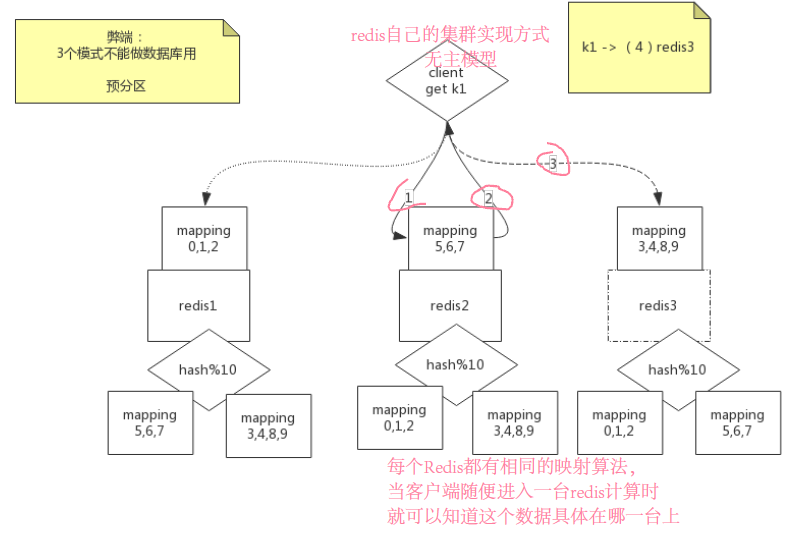 弊端：
3个模式不能做数据库用
预分区
redis自己的集群实现方式
无主模型
client
get k1
k1 -> （4）redis3
1
2
3
mapping
0,1,2
redis1
hash%10
mapping
5,6,7
mapping
3,4,8,9
mapping
5,6,7
redis2
hash%10
mapping
0,1,2
mapping
3,4,8,9
mapping
3,4,8,9
redis3
hash%10
mapping
0,1,2
mapping
5,6,7
每个Redis都有相同的映射算法，
当客户端随便进入一台redis计算时
就可以知道这个数据具体在哪一台上